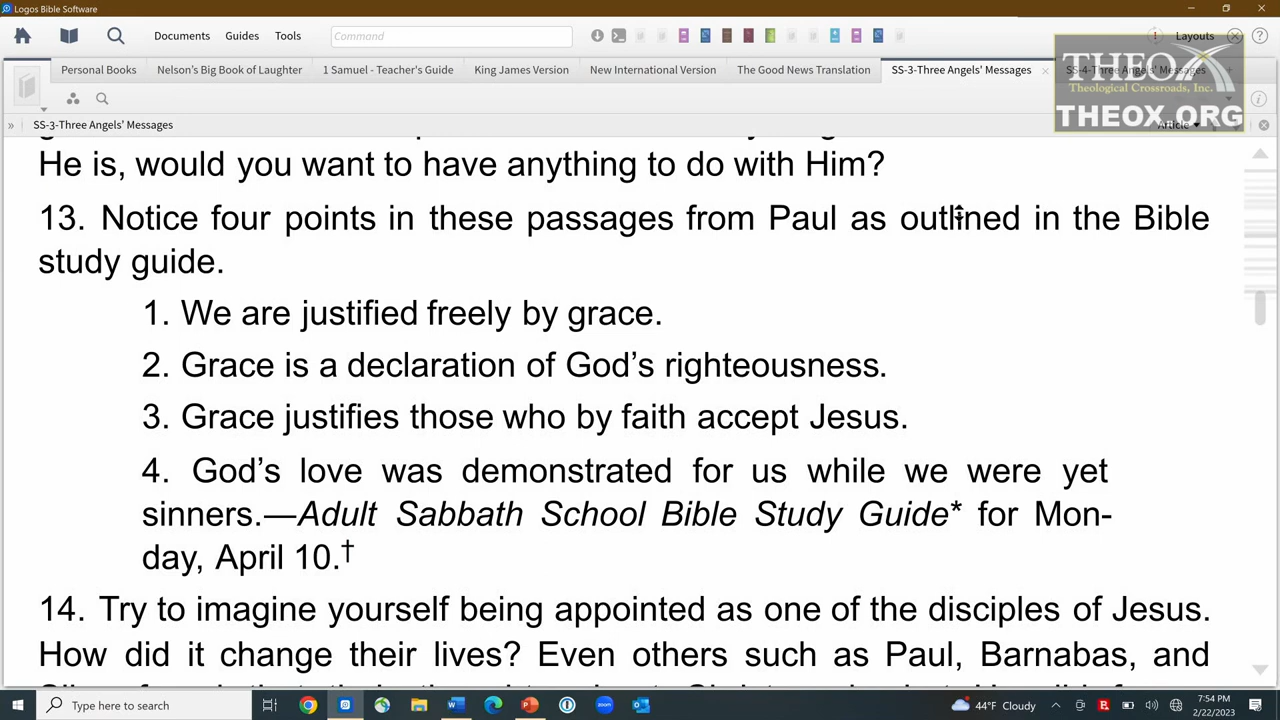 Logos Bible Software
Documents Guides Tools Command Layouts
Personal Books Nelson's Big Book of Laughter 1 Samuel King James Version New International Version The Good News Translation SS-3-Three Angels' Messages SS-4-Three Angels' Messages
THEOX
Theological Crossroads, Inc.
THEOX.ORG
SS-3-Three Angels' Messages Article
He is, would you want to have anything to do with Him?
13. Notice four points in these passages from Paul as outlined in the Bible
study guide.
1. We are justified freely by grace.
2. Grace is a declaration of God's righteousness.
3. Grace justifies those who by faith accept Jesus.
4. God's love was demonstrated for us while we were yet
sinners.—Adult Sabbath School Bible Study Guide* for Mon-
day, April 10.†
14. Try to imagine yourself being appointed as one of the disciples of Jesus.
How did it change their lives? Even others such as Paul, Barnabas, and
Type here to search
44°F Cloudy
7:54 PM
2/22/2023